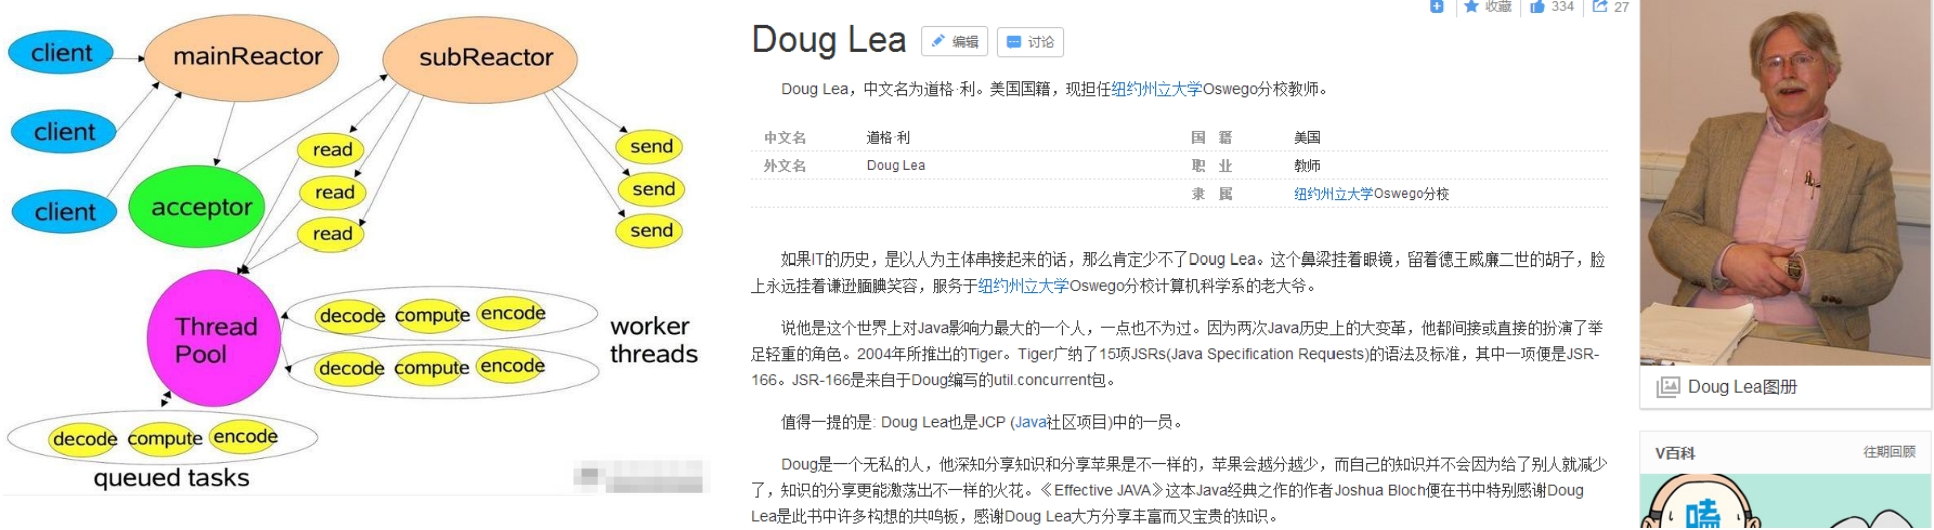 client
mainReactor
subReactor
client
read
send
read
send
client
acceptor
read
send
Thread
Pool
decode compute encode
decode compute encode
worker
threads
decode compute encode
queued tasks
收藏 334 27
Doug Lea 编辑 讨论
Doug Lea，中文名为道格·利。美国国籍，现担任纽约州立大学Oswego分校教师。
中文名 道格·利 国 籍 美国
外文名 Doug Lea 职 业 教师
隶 属 纽约州立大学Oswego分校
如果IT的历史，是以人为主体串接起来的话，那么肯定少不了Doug Lea。这个鼻梁挂着眼镜，留着德王威廉二世的胡子，脸
上永远挂着谦逊腼腆笑容，服务于纽约州立大学Oswego分校计算机科学系的老大爷。
说他是这个世界上对Java影响力最大的一个人，一点也不为过。因为两次Java历史上的大变革，他都间接或直接的扮演了举
足轻重的角色。2004年所推出的Tiger。Tiger广纳了15项JSRs(Java Specification Requests)的语法及标准，其中一项便是JSR-
166。JSR-166是来自于Doug编写的util.concurrent包。
值得一提的是: Doug Lea也是JCP (Java社区项目)中的一员。
Doug是一个无私的人，他深知分享知识和分享苹果是不一样的，苹果会越分越少，而自己的知识并不会因为给了别人就减少
了，知识的分享更能激荡出不一样的火花。《Effective JAVA》这本Java经典之作的作者Joshua Bloch便在书中特别感谢Doug
Lea是此书中许多构想的共鸣板，感谢Doug Lea大方分享丰富而又宝贵的知识。
Doug Lea图册
V百科 往期回顾
嗑